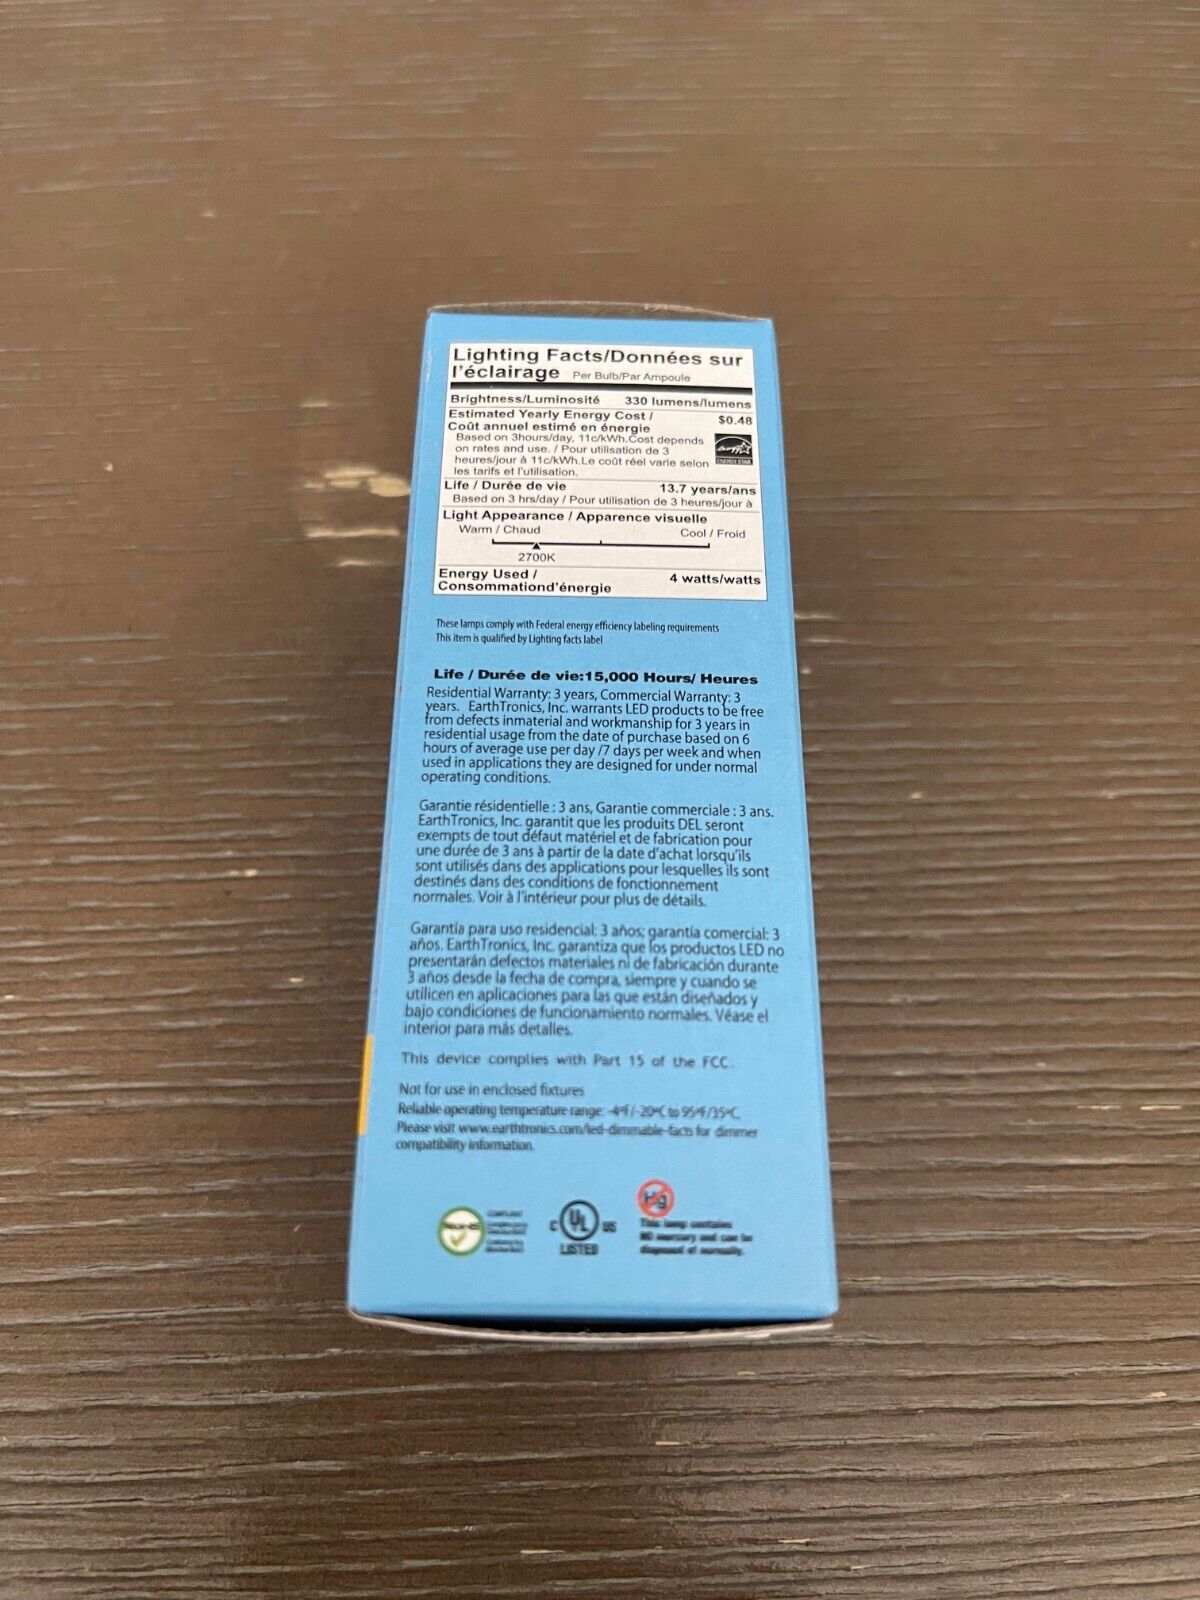 Lighting Facts/Données sur
l'éclairage Per Bulb/Par Ampoule
Brightness/Luminosité 330 lumens/lumens
Estimated Yearly Energy Cost / $0.48
Coût annuel estimé en énergie
Based on 3hours/day, 11c/kWh.Cost depends
on rates and use. / Pour utilisation de 3
heures/jour à 11c/kWh.Le coût réel varie selon
les tarifs et l'utilisation.
ENERGY STAR
Life / Durée de vie 13.7 years/ans
Based on 3 hrs/day / Pour utilisation de 3 heures/jour à
Light Appearance / Apparence visuelle
Warm / Chaud Cool / Froid
2700K
Energy Used / 4 watts/watts
Consommationd'énergie
These lamps comply with Federal energy efficiency labeling requirements
This item is qualified by Lighting facts label
Life / Durée de vie:15,000 Hours/ Heures
Residential Warranty: 3 years, Commercial Warranty: 3
years. EarthTronics, Inc. warrants LED products to be free
from defects inmaterial and workmanship for 3 years in
residential usage from the date of purchase based on 6
hours of average use per day /7 days per week and when
used in applications they are designed for under normal
operating conditions.
Garantie résidentielle : 3 ans, Garantie commerciale : 3 ans.
EarthTronics, Inc. garantit que les produits DEL seront
exempts de tout défaut matériel et de fabrication pour
une durée de 3 ans à partir de la date d'achat lorsqu'ils
sont utilisés dans des applications pour lesquelles ils sont
destinés dans des conditions de fonctionnement
normales. Voir à l'intérieur pour plus de détails.
Garantía para uso residencial: 3 años; garantía comercial: 3
años. EarthTronics, Inc. garantiza que los productos LED no
presentarán defectos materiales ni de fabricación durante
3 años desde la fecha de compra, siempre y cuando se
utilicen en aplicaciones para las que están diseñados y
bajo condiciones de funcionamiento normales. Véase el
interior para más detalles.
This device complies with Part 15 of the FCC.
Not for use in enclosed fixtures
Reliable operating temperature range: -4°F/-20°C to 95°F/35°C
Please visit www.earthtronics.com/led-dimmable-facts for dimmer
compatibility information.
COMPLIANT
C UL US
LISTED
Hg
This lamp contains
NO mercury and can be
disposed of normally.